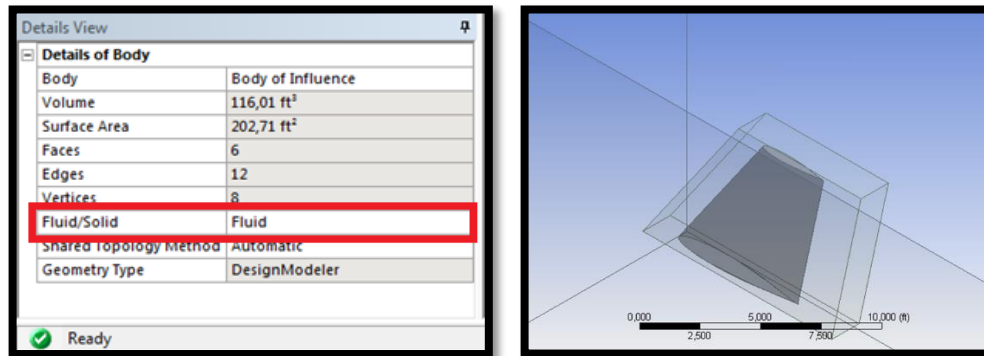 Details View
Details of Body
Body Body of Influence
Volume 116,01 ft³
Surface Area 202,71 ft²
Faces 6
Edges 12
Vertices 8
Fluid/Solid Fluid
Shared Topology Method Automatic
Geometry Type DesignModeler
Ready
0,000 5,000 10,000 (ft)
2,500 7,500